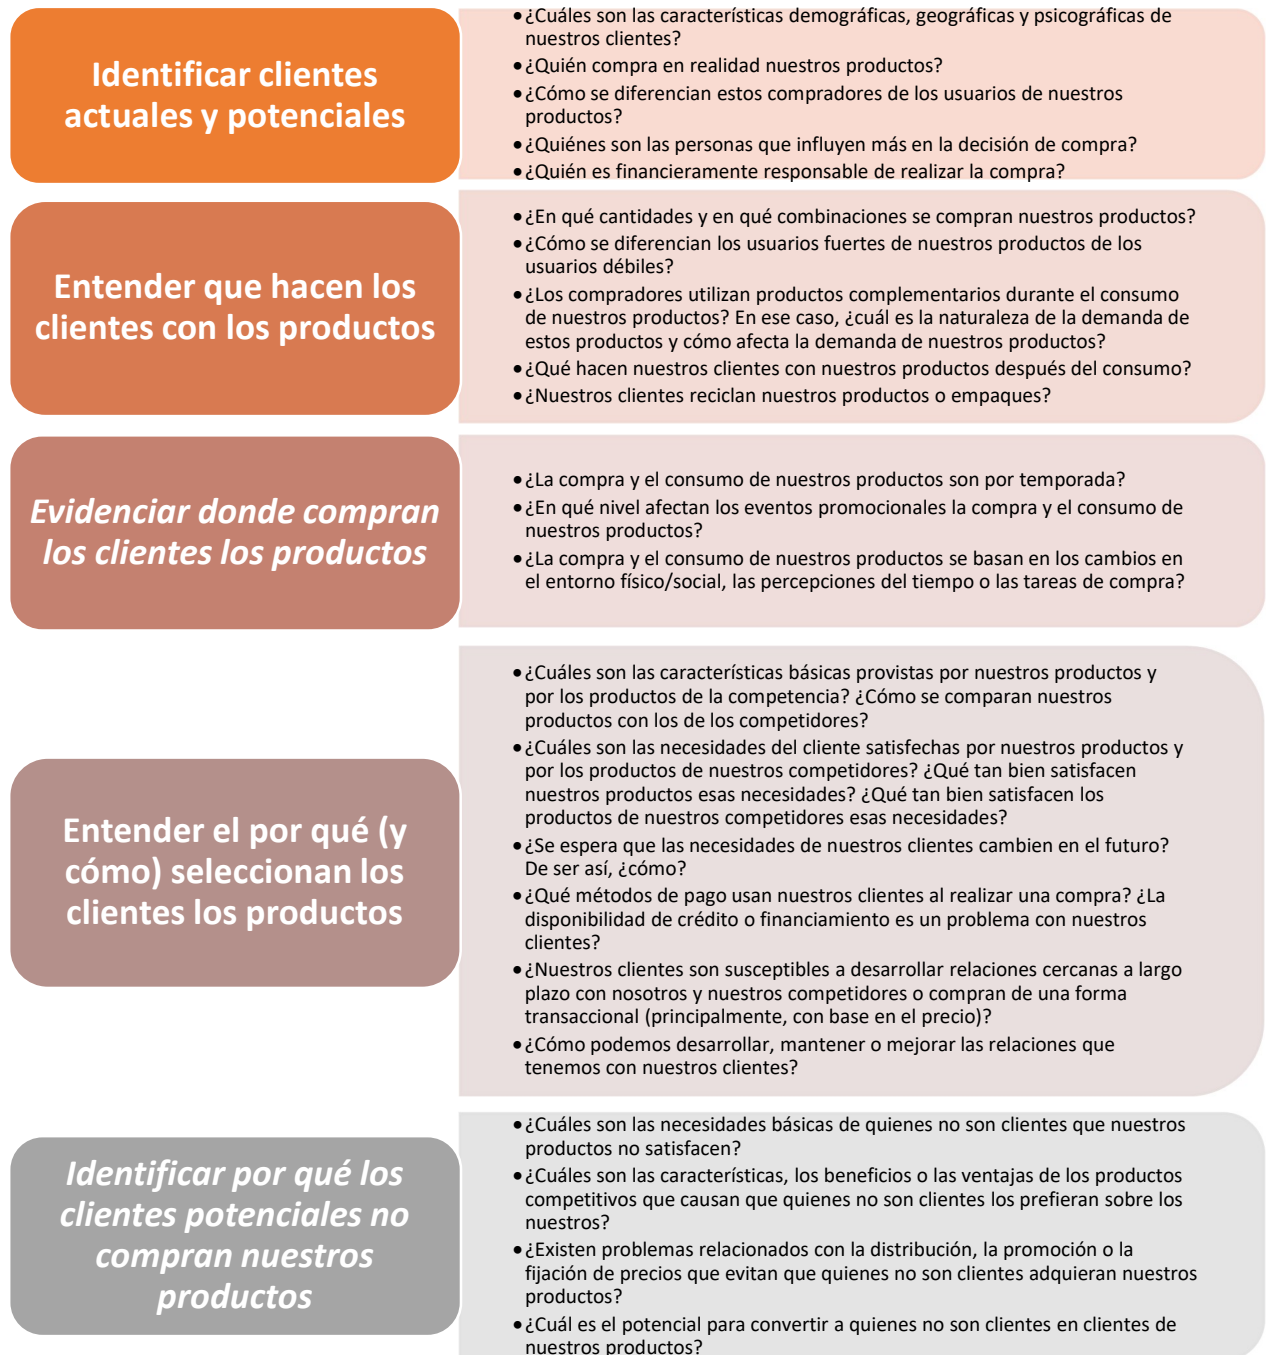 Identificar clientes
actuales y potenciales
•¿Cuáles son las características demográficas, geográficas y psicográficas de
nuestros clientes?
•¿Quién compra en realidad nuestros productos?
•¿Cómo se diferencian estos compradores de los usuarios de nuestros
productos?
•¿Quiénes son las personas que influyen más en la decisión de compra?
•¿Quién es financieramente responsable de realizar la compra?
Entender que hacen los
clientes con los productos
•¿En qué cantidades y en qué combinaciones se compran nuestros productos?
•¿Cómo se diferencian los usuarios fuertes de nuestros productos de los
usuarios débiles?
•¿Los compradores utilizan productos complementarios durante el consumo
de nuestros productos? En ese caso, ¿cuál es la naturaleza de la demanda de
estos productos y cómo afecta la demanda de nuestros productos?
•¿Qué hacen nuestros clientes con nuestros productos después del consumo?
•¿Nuestros clientes reciclan nuestros productos o empaques?
Evidenciar donde compran
los clientes los productos
•¿La compra y el consumo de nuestros productos son por temporada?
•¿En qué nivel afectan los eventos promocionales la compra y el consumo de
nuestros productos?
•¿La compra y el consumo de nuestros productos se basan en los cambios en
el entorno físico/social, las percepciones del tiempo o las tareas de compra?
Entender el por qué (y
cómo) seleccionan los
clientes los productos
•¿Cuáles son las características básicas provistas por nuestros productos y
por los productos de la competencia? ¿Cómo se comparan nuestros
productos con los de los competidores?
•¿Cuáles son las necesidades del cliente satisfechas por nuestros productos y
por los productos de nuestros competidores? ¿Qué tan bien satisfacen
nuestros productos esas necesidades? ¿Qué tan bien satisfacen los
productos de nuestros competidores esas necesidades?
•¿Se espera que las necesidades de nuestros clientes cambien en el futuro?
De ser así, ¿cómo?
•¿Qué métodos de pago usan nuestros clientes al realizar una compra? ¿La
disponibilidad de crédito o financiamiento es un problema con nuestros
clientes?
•¿Nuestros clientes son susceptibles a desarrollar relaciones cercanas a largo
plazo con nosotros y nuestros competidores o compran de una forma
transaccional (principalmente, con base en el precio)?
•¿Cómo podemos desarrollar, mantener o mejorar las relaciones que
tenemos con nuestros clientes?
Identificar por qué los
clientes potenciales no
compran nuestros
productos
•¿Cuáles son las necesidades básicas de quienes no son clientes que nuestros
productos no satisfacen?
•¿Cuáles son las características, los beneficios o las ventajas de los productos
competitivos que causan que quienes no son clientes los prefieran sobre los
nuestros?
•¿Existen problemas relacionados con la distribución, la promoción o la
fijación de precios que evitan que quienes no son clientes adquieran nuestros
productos?
•¿Cuál es el potencial para convertir a quienes no son clientes en clientes de
nuestros productos?